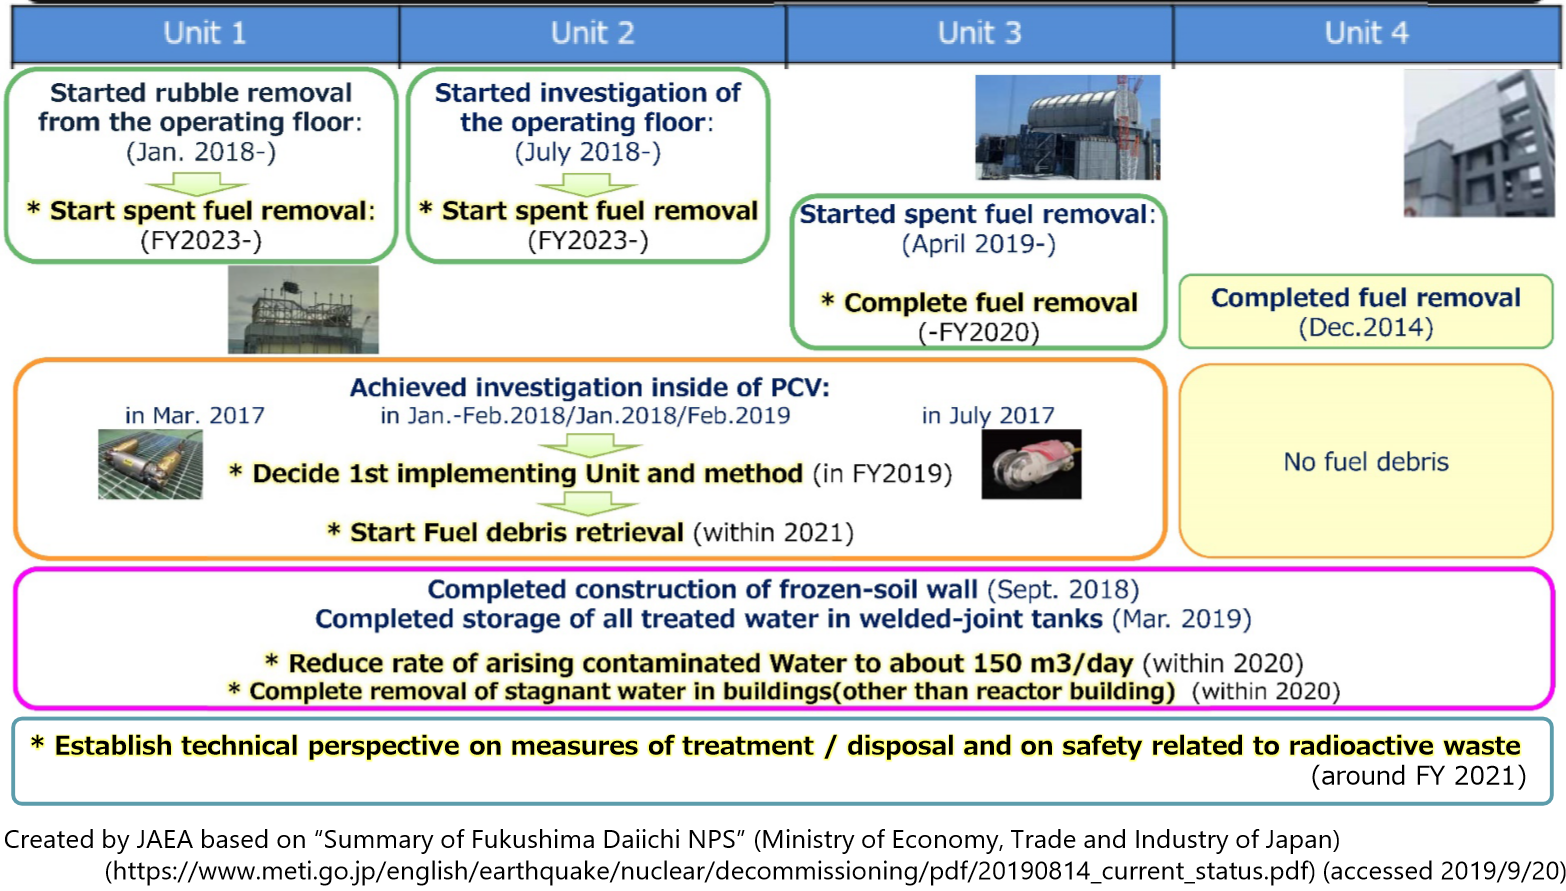 Unit 1
Unit 2
Unit 3
Unit 4
Started rubble removal
from the operating floor:
(Jan. 2018-)
* Start spent fuel removal:
(FY2023-)
Started investigation of
the operating floor:
(July 2018-)
* Start spent fuel removal
(FY2023-)
Started spent fuel removal:
(April 2019-)
* Complete fuel removal
(-FY2020)
Completed fuel removal
(Dec.2014)
Achieved investigation inside of PCV:
in Mar. 2017
in Jan.-Feb.2018/Jan.2018/Feb.2019
in July 2017
* Decide 1st implementing Unit and method (in FY2019)
* Start Fuel debris retrieval (within 2021)
No fuel debris
Completed construction of frozen-soil wall (Sept. 2018)
Completed storage of all treated water in welded-joint tanks (Mar. 2019)
* Reduce rate of arising contaminated Water to about 150 m3/day (within 2020)
* Complete removal of stagnant water in buildings(other than reactor building) (within 2020)
* Establish technical perspective on measures of treatment / disposal and on safety related to radioactive waste
(around FY 2021)
Created by JAEA based on “Summary of Fukushima Daiichi NPS” (Ministry of Economy, Trade and Industry of Japan)
(https://www.meti.go.jp/english/earthquake/nuclear/decommissioning/pdf/20190814_current_status.pdf) (accessed 2019/9/20)